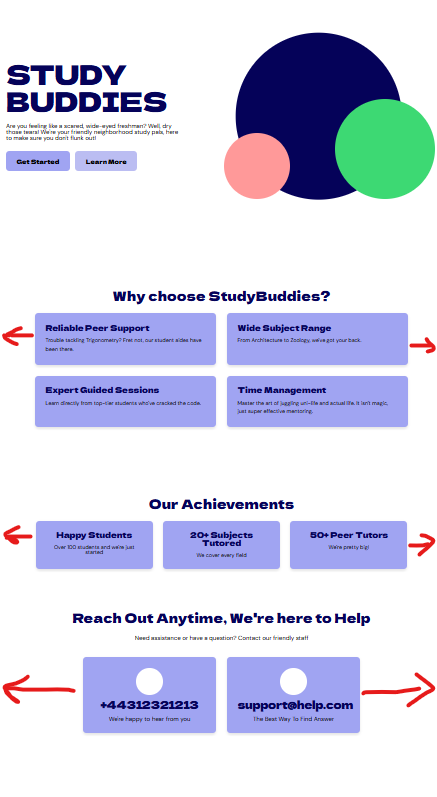 STUDY
BUDDIES
Are you feeling like a scared, wide-eyed freshman? Well, dry
those tears! We're your friendly neighborhood study pals, here
to make sure you don't flunk out!
Get Started
Learn More
Why choose StudyBuddies?
Reliable Peer Support
Trouble tackling Trigonometry? Fret not, our student aides have
been there.
Wide Subject Range
From Architecture to Zoology, we've got your back.
Expert Guided Sessions
Learn directly from top-tier students who've cracked the code.
Time Management
Master the art of juggling uni-life and actual life. It isn't magic,
just super effective mentoring.
Our Achievements
Happy Students
Over 100 students and we're just
started
20+ Subjects
Tutored
We cover every field
50+ Peer Tutors
We're pretty big!
Reach Out Anytime, We're here to Help
Need assistance or have a question? Contact our friendly staff
+44312321213
We're happy to hear from you
support@help.com
The Best Way To Find Answer